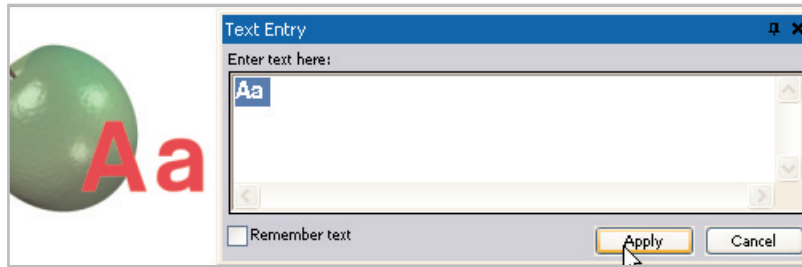 Text Entry
Enter text here:
Aa
Aa
Remember text
Apply
Cancel